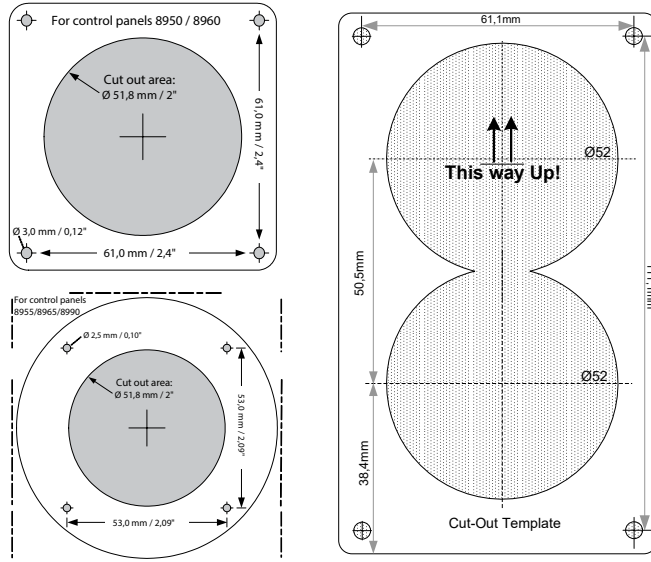 For control panels 8950 / 8960
Cut out area:
Ø 51,8 mm / 2"
61,0 mm / 2,4"
Ø 3,0 mm / 0,12"
61,0 mm / 2,4"
For control panels
8955/8965/8990
Ø 2,5 mm / 0,10"
Cut out area:
Ø 51,8 mm / 2"
53,0 mm / 2,09"
53,0 mm / 2,09"
61,1mm
This way Up!
Ø52
50,5mm
Ø52
38,4mm
Cut-Out Template